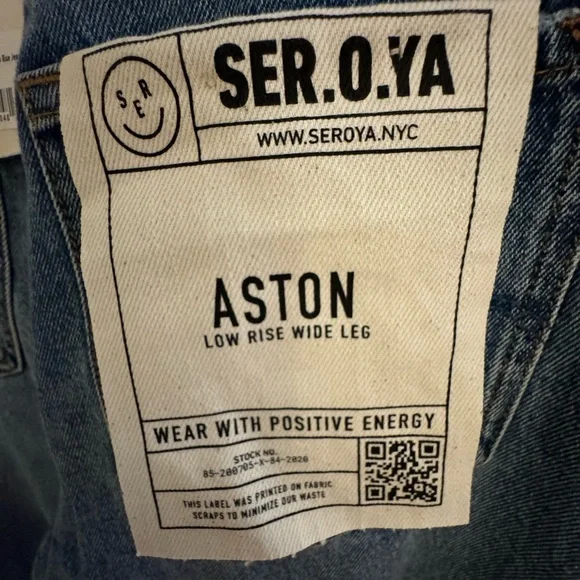 SER
SER.O.YA
WWW.SEROYA.NYC
ASTON
LOW RISE WIDE LEG
WEAR WITH POSITIVE ENERGY
STOCK NO.
85-200705-X-84-2020
THIS LABEL WAS PRINTED ON FABRIC
SCRAPS TO MINIMIZE OUR WASTE